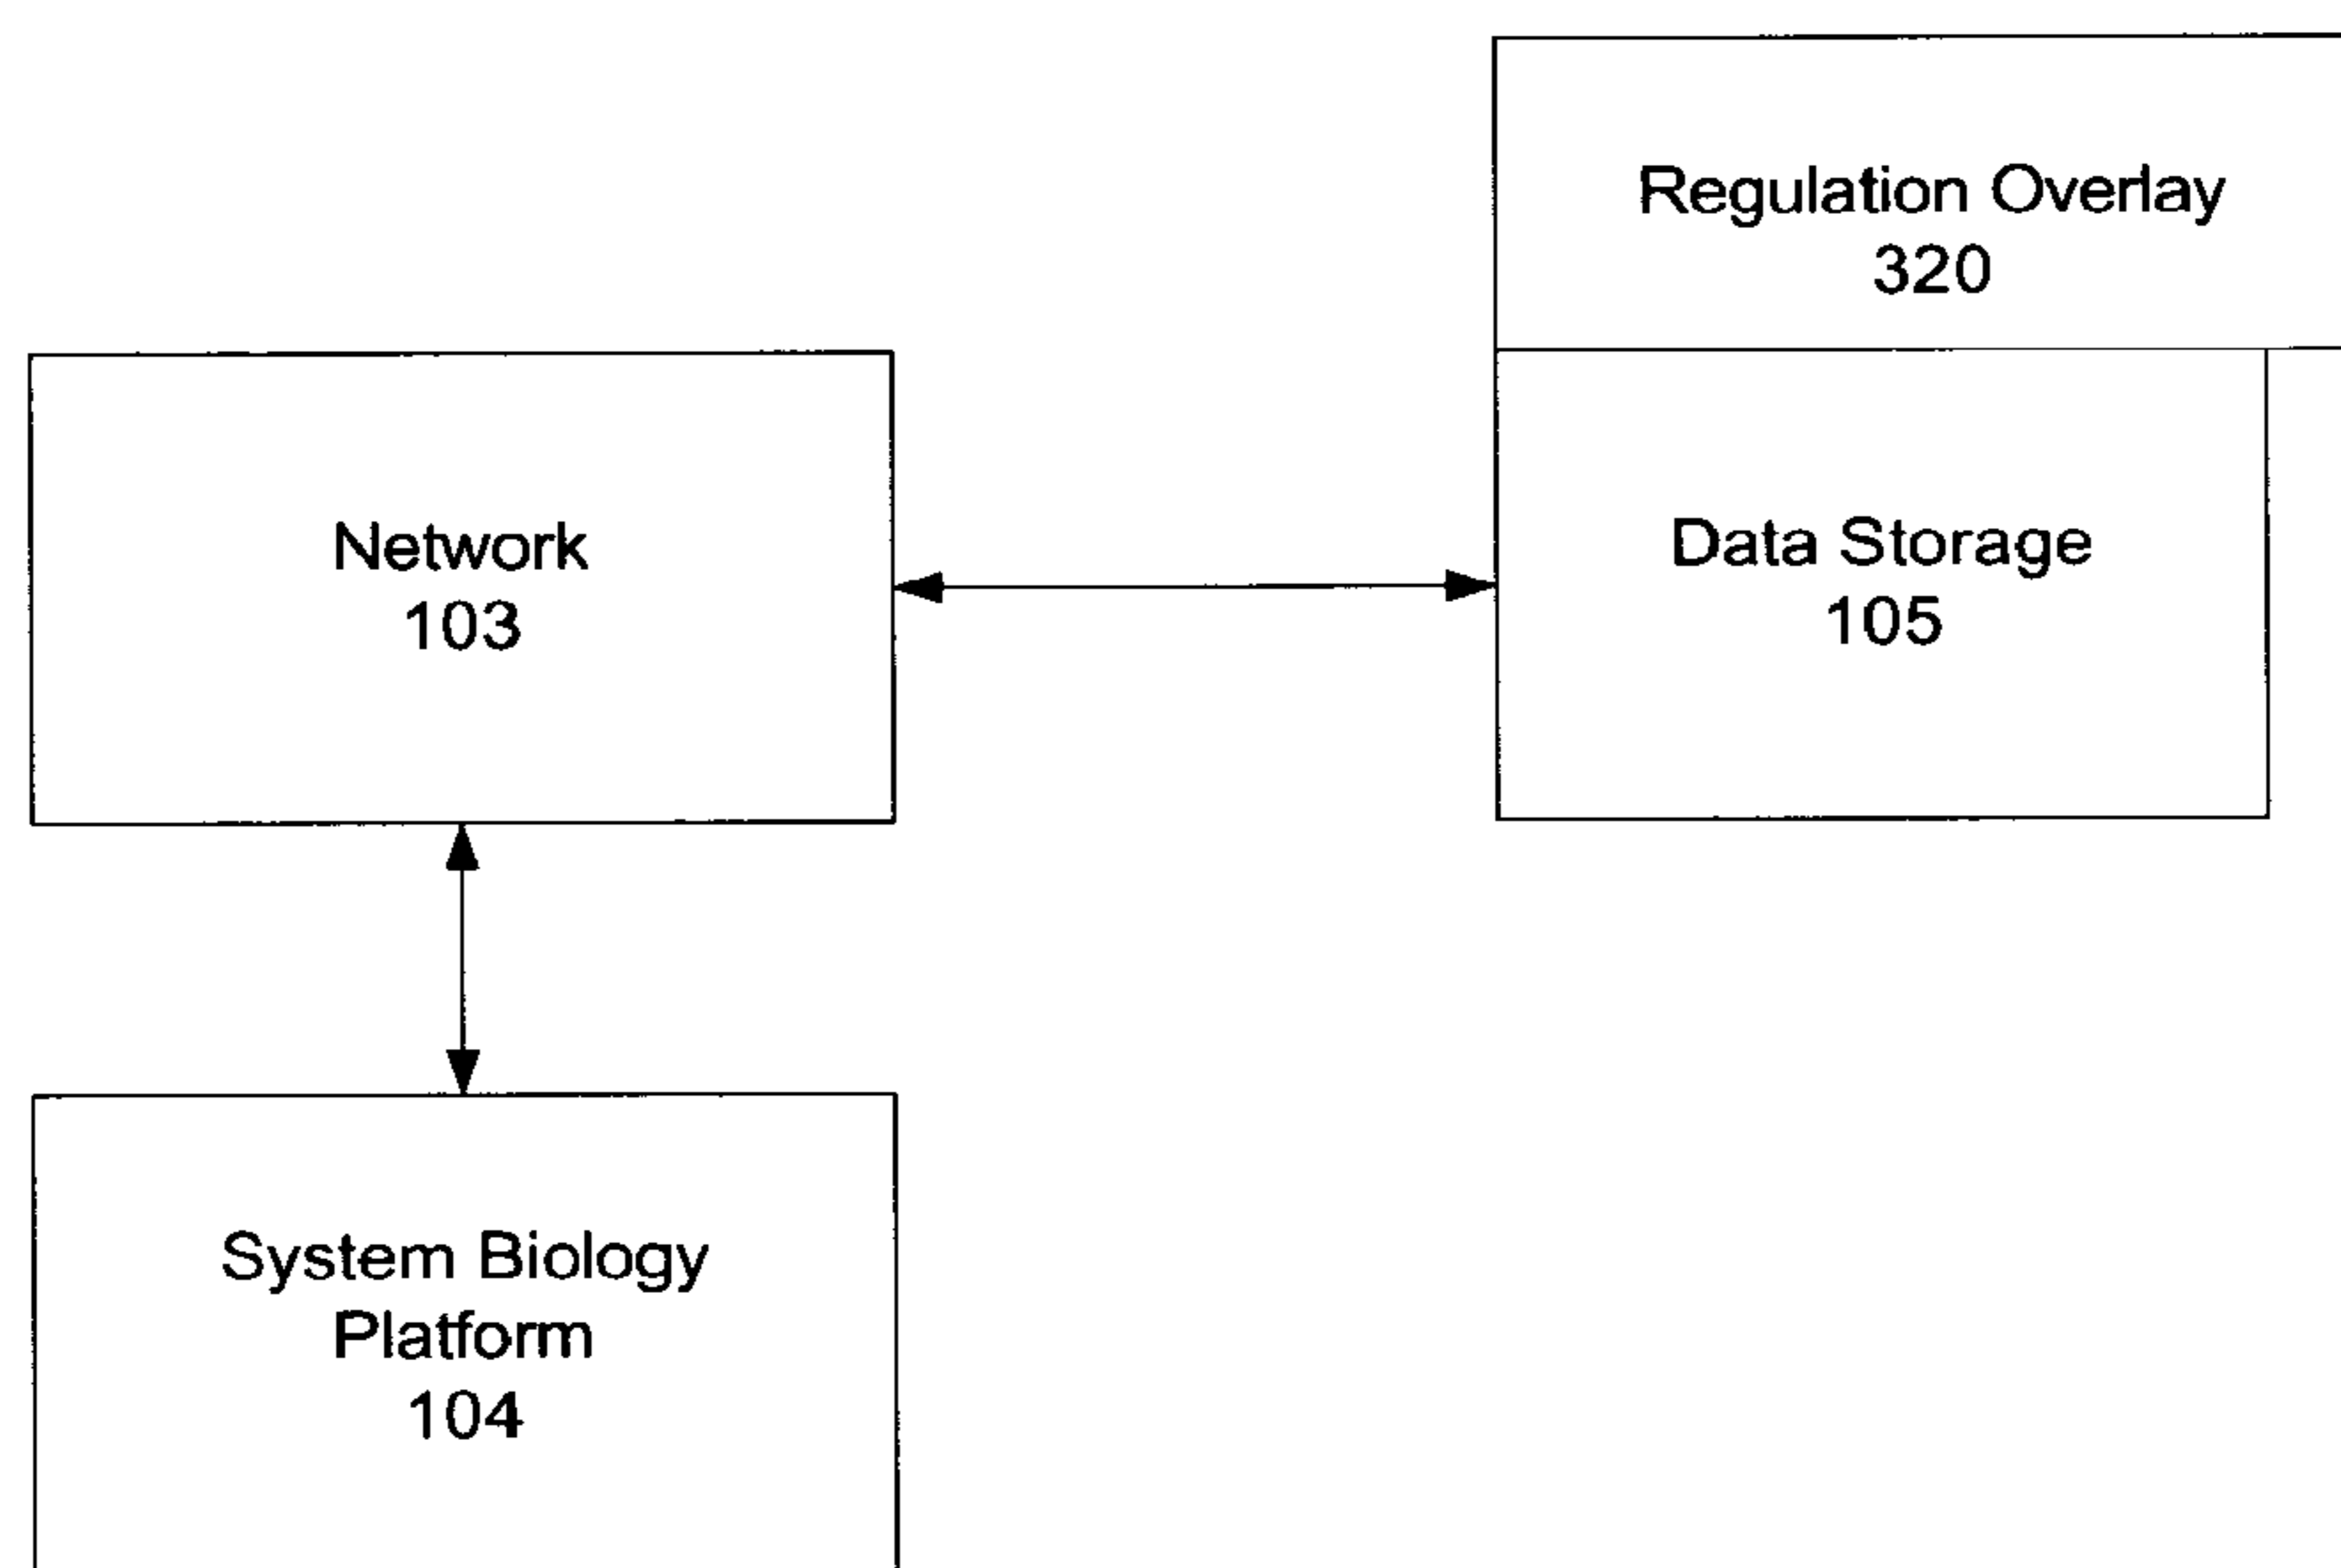 Regulation Overlay
320
Network
103
Data Storage
105
System Biology
Platform
104